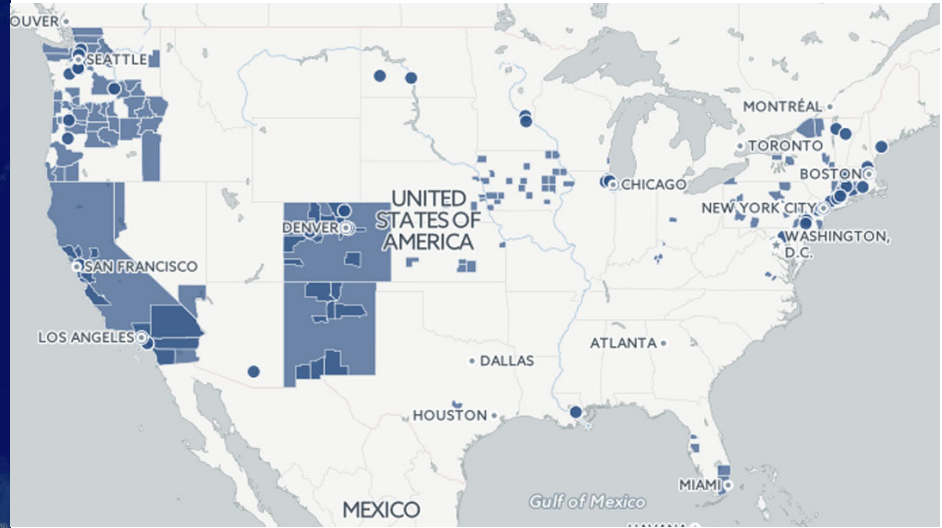 OUVER
SEATTLE
MONTRÉAL
TORONTO
BOSTON
CHICAGO
NEW YORK CITY
UNITED
STATES OF
AMERICA
DENVER
WASHINGTON,
D.C.
SAN FRANCISCO
LOS ANGELES
ATLANTA
DALLAS
HOUSTON
MIAMI
Gulf of Mexico
MEXICO
HAVANA